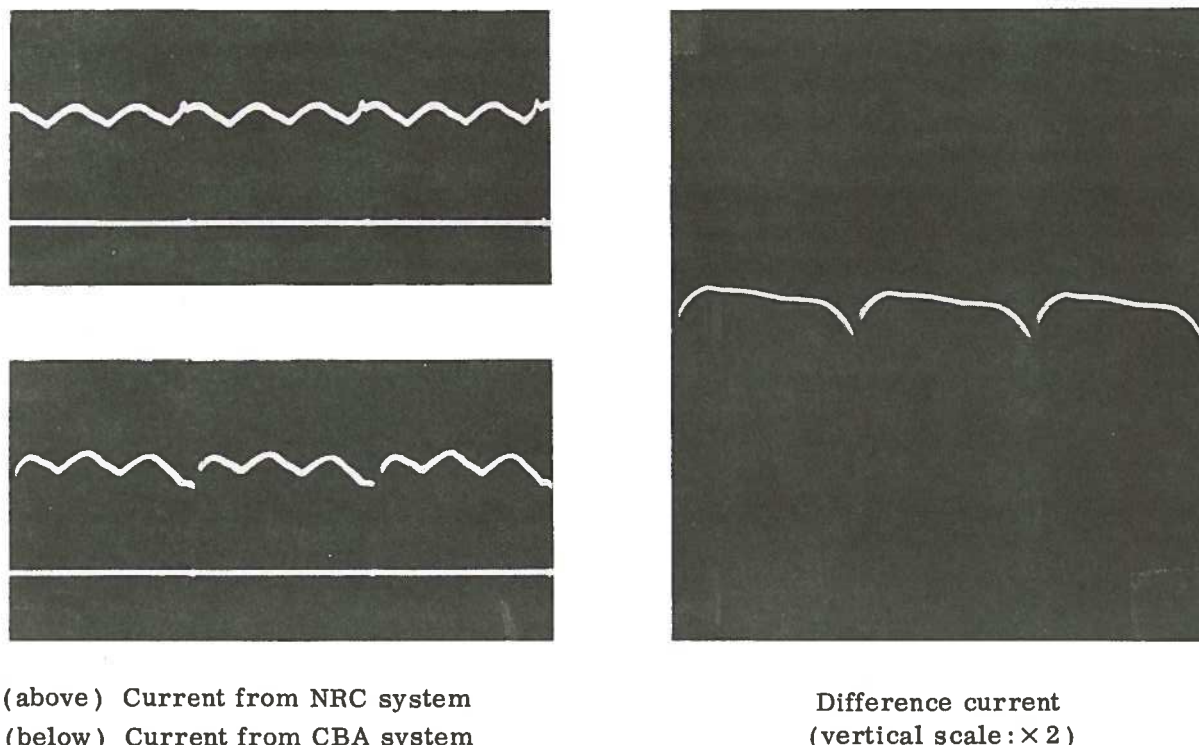 (above) Current from NRC system
(below) Current from CBA system
Difference current
(vertical scale: × 2)